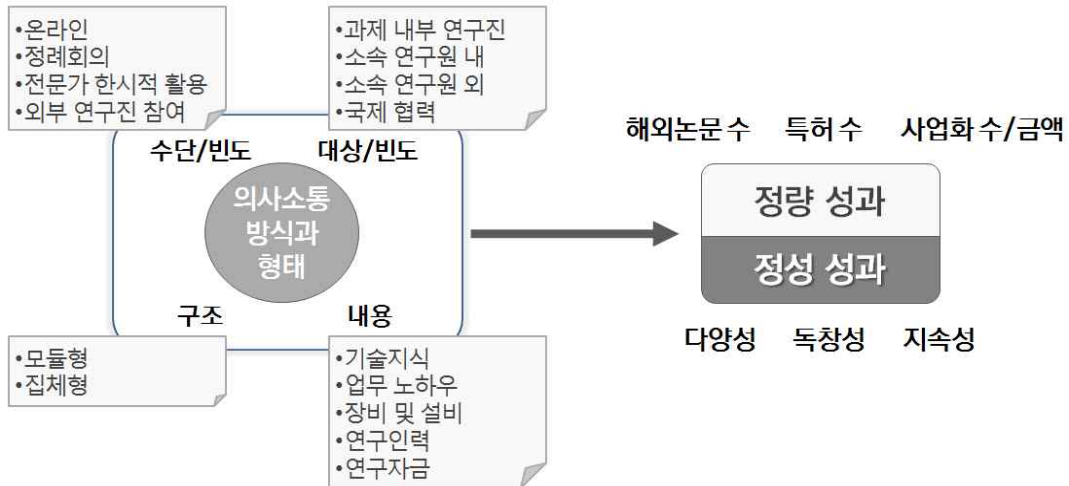 •온라인
•정례회의
•전문가 한시적 활용
•외부 연구진 참여
•과제 내부 연구진
•소속 연구원 내
•소속 연구원 외
•국제 협력
수단/빈도
대상/빈도
의사소통
방식과
형태
구조
내용
•모듈형
•집체형
•기술지식
•업무 노하우
•장비 및 설비
•연구인력
•연구자금
해외논문 수 특허 수 사업화 수/금액
정량 성과
정성 성과
다양성 독창성 지속성